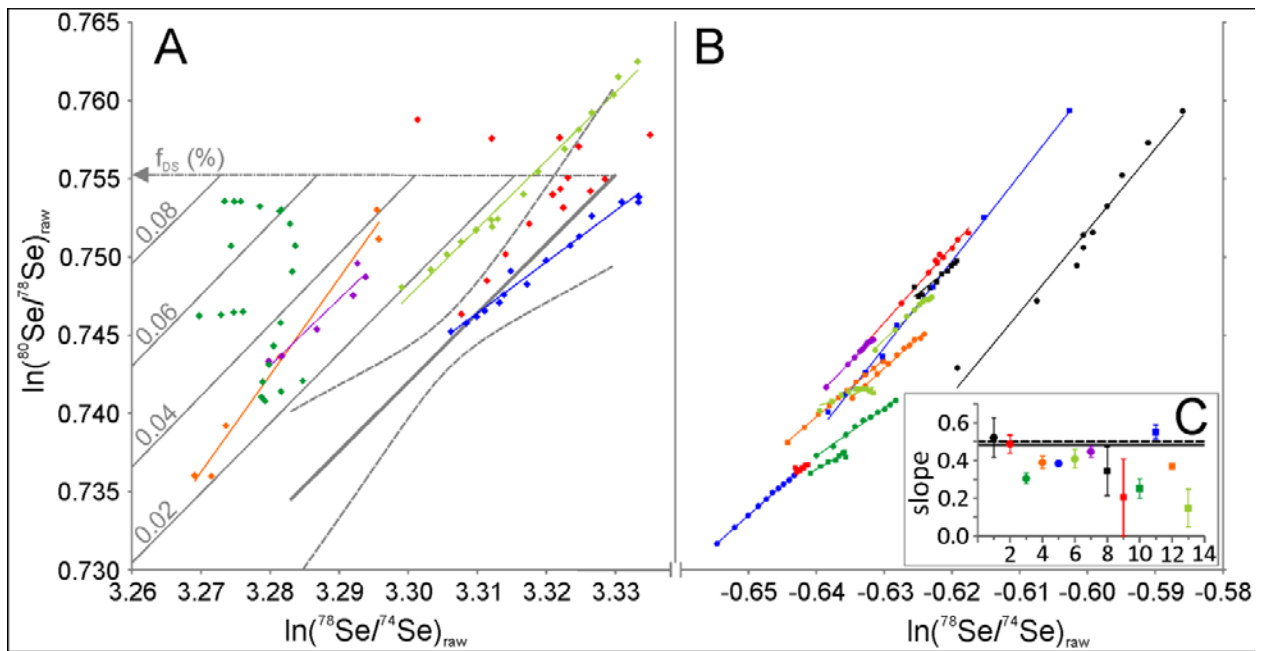 A
B
C
0.765
0.760
0.755
0.750
0.745
0.740
0.735
0.730
ln(⁸⁰Se/⁷⁸Se)raw
f_DS (%)
0.08
0.06
0.04
0.02
3.26 3.27 3.28 3.29 3.30 3.31 3.32 3.33
ln(⁷⁸Se/⁷⁴Se)raw
-0.65 -0.64 -0.63 -0.62 -0.61 -0.60 -0.59 -0.58
ln(⁷⁸Se/⁷⁴Se)raw
slope
0.6
0.4
0.2
0.0
2 4 6 8 10 12 14